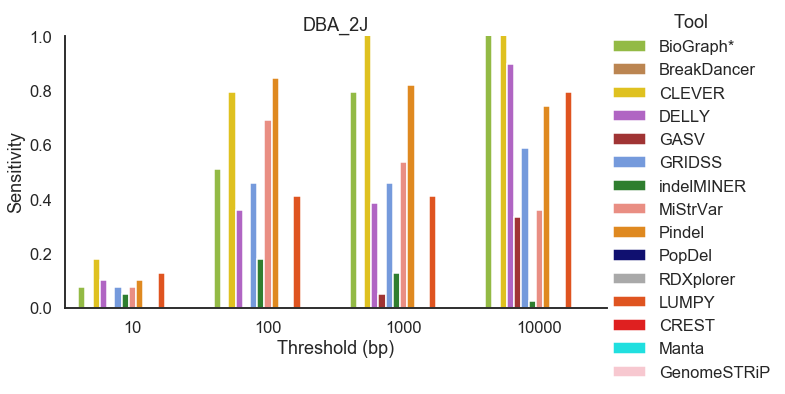 DBA_2J
Tool
1.0
0.8
0.6
0.4
0.2
0.0
Sensitivity
10
100
1000
10000
Threshold (bp)
BioGraph*
BreakDancer
CLEVER
DELLY
GASV
GRIDSS
indelMINER
MiStrVar
Pindel
PopDel
RDXplorer
LUMPY
CREST
Manta
GenomeSTRiP